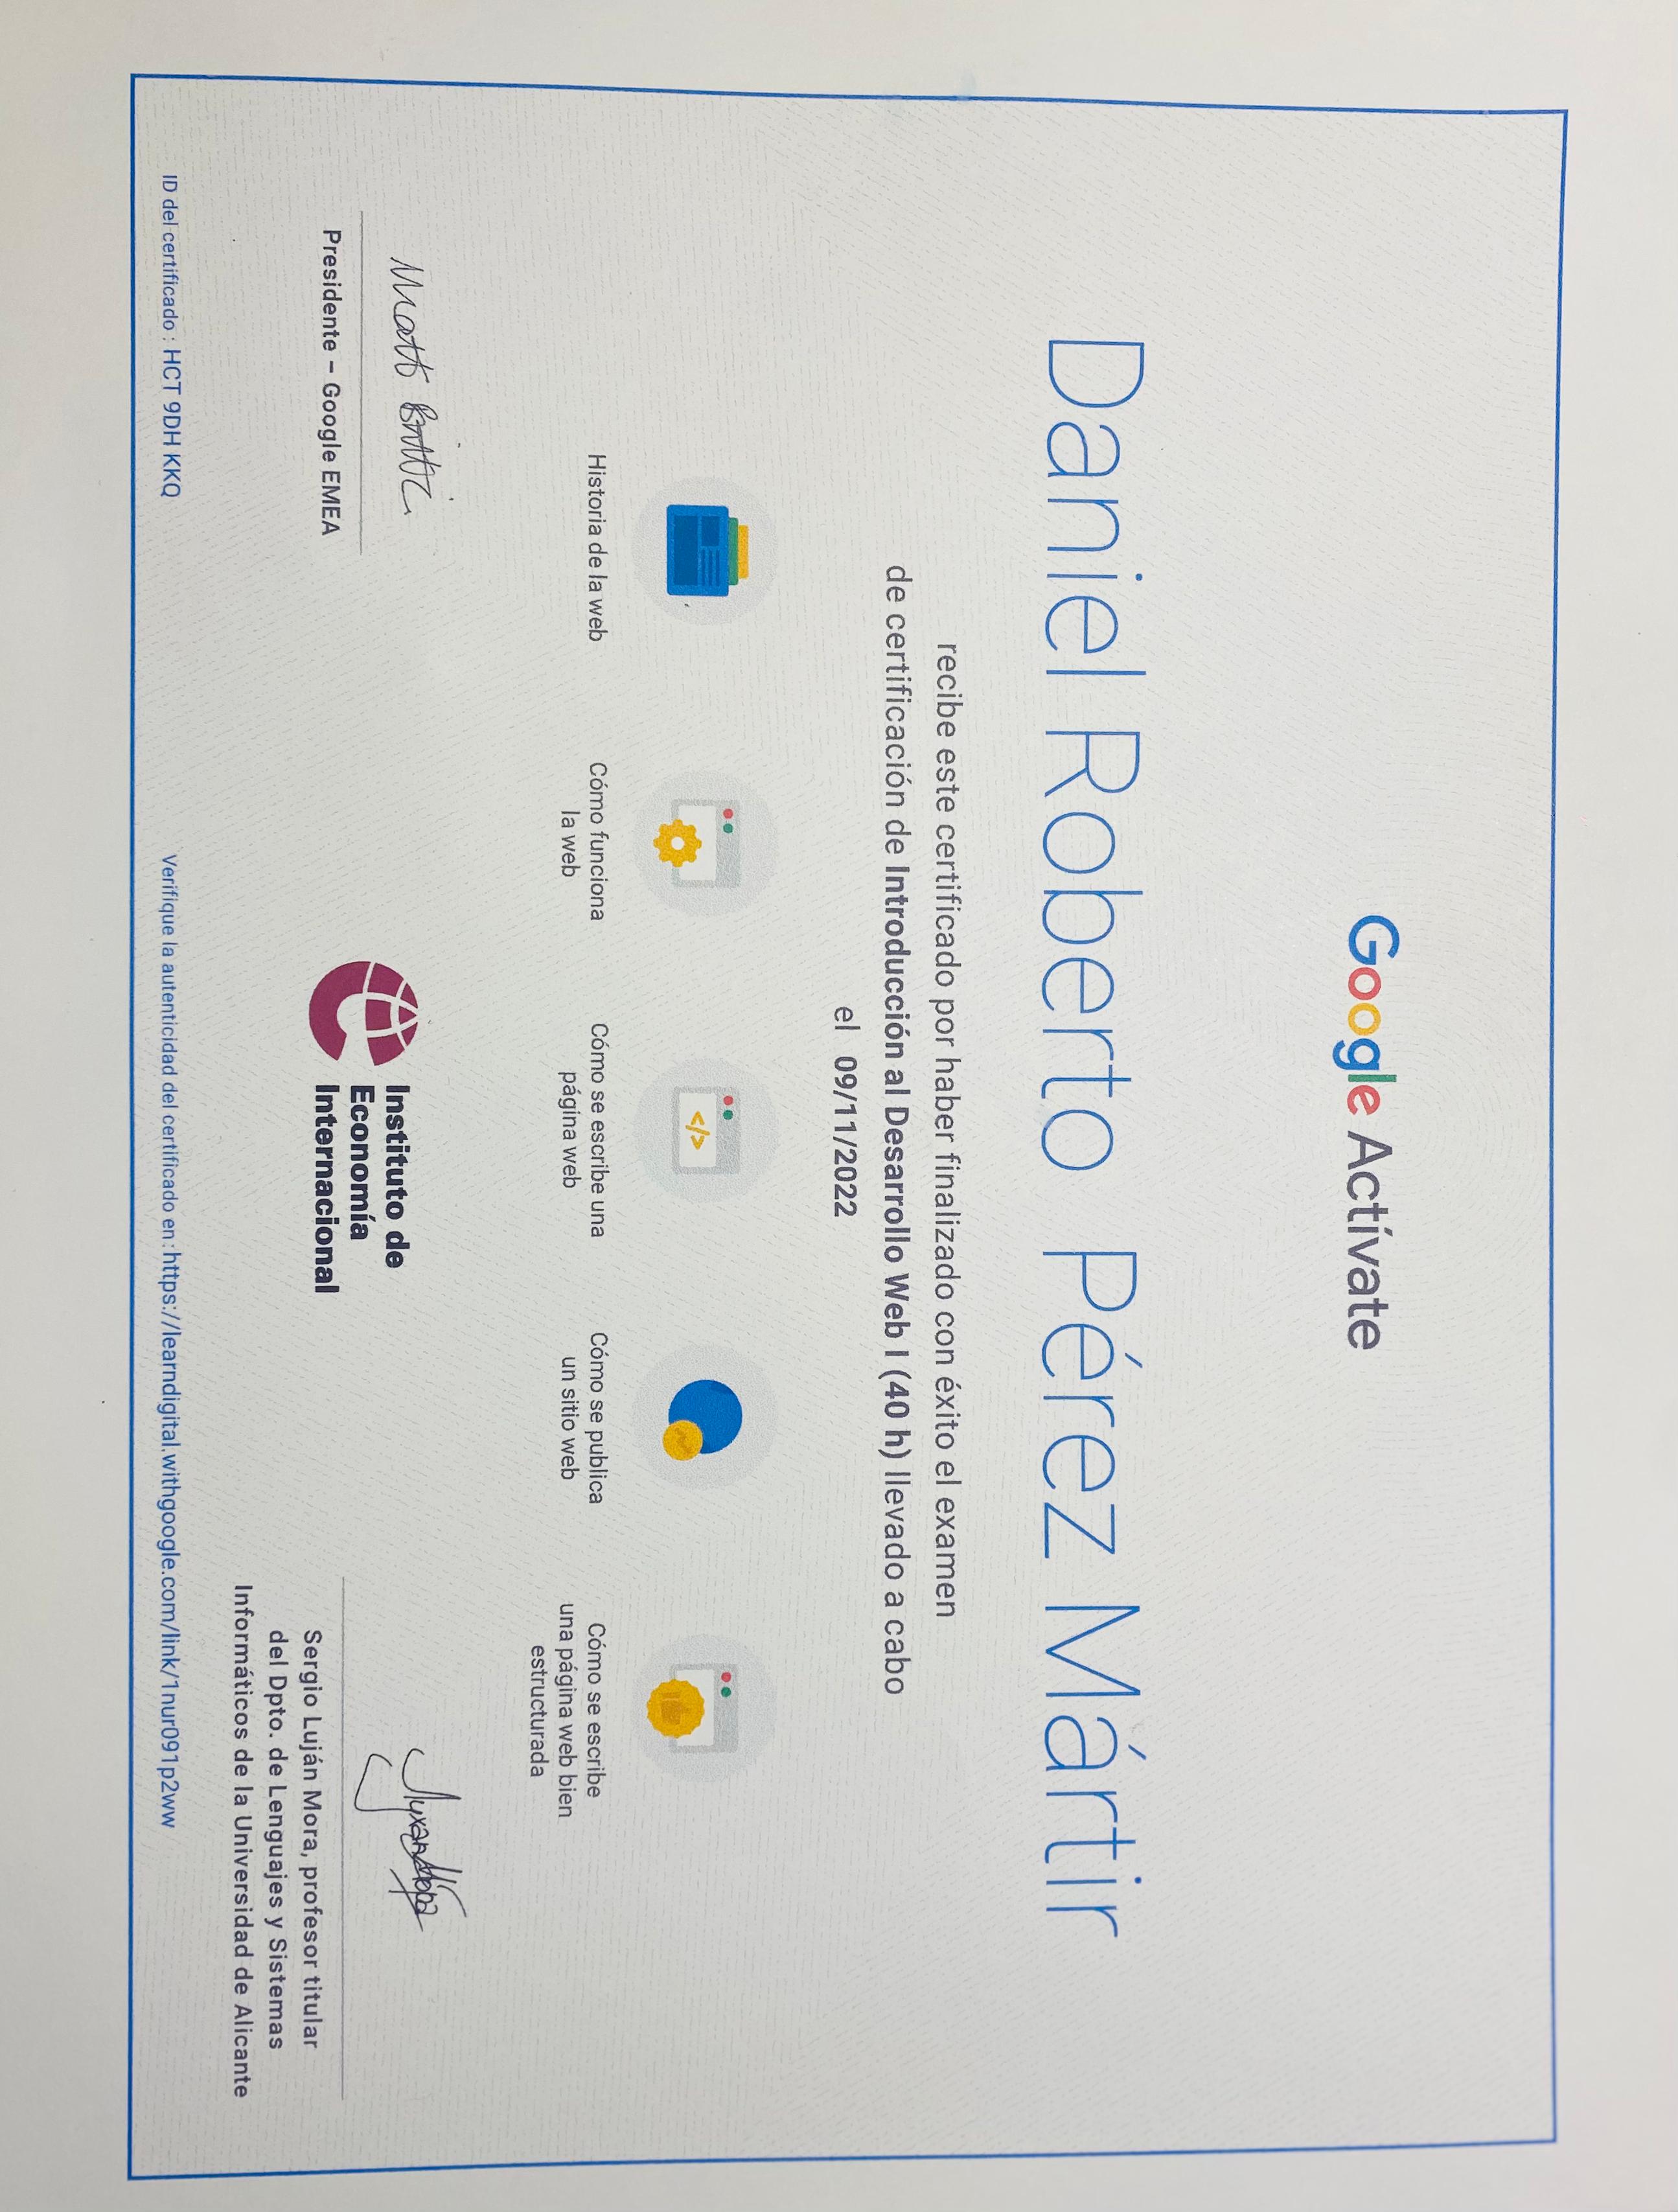 Google Actívate
Daniel Roberto Pérez Mártir
recibe este certificado por haber finalizado con éxito el examen
de certificación de Introducción al Desarrollo Web I (40 h) llevado a cabo
el 09/11/2022
</>
Historia de la web
Cómo funciona
la web
Cómo se escribe una
página web
Cómo se publica
un sitio web
Cómo se escribe
una página web bien
estructurada
Matt
Presidente – Google EMEA
Instituto de
Economía
Internacional
Sergio Luján Mora, profesor titular
del Dpto. de Lenguajes y Sistemas
Informáticos de la Universidad de Alicante
ID del certificado : HCT 9DH KKQ
Verifique la autenticidad del certificado en : https://learndigital.withgoogle.com/link/1nur091p2ww